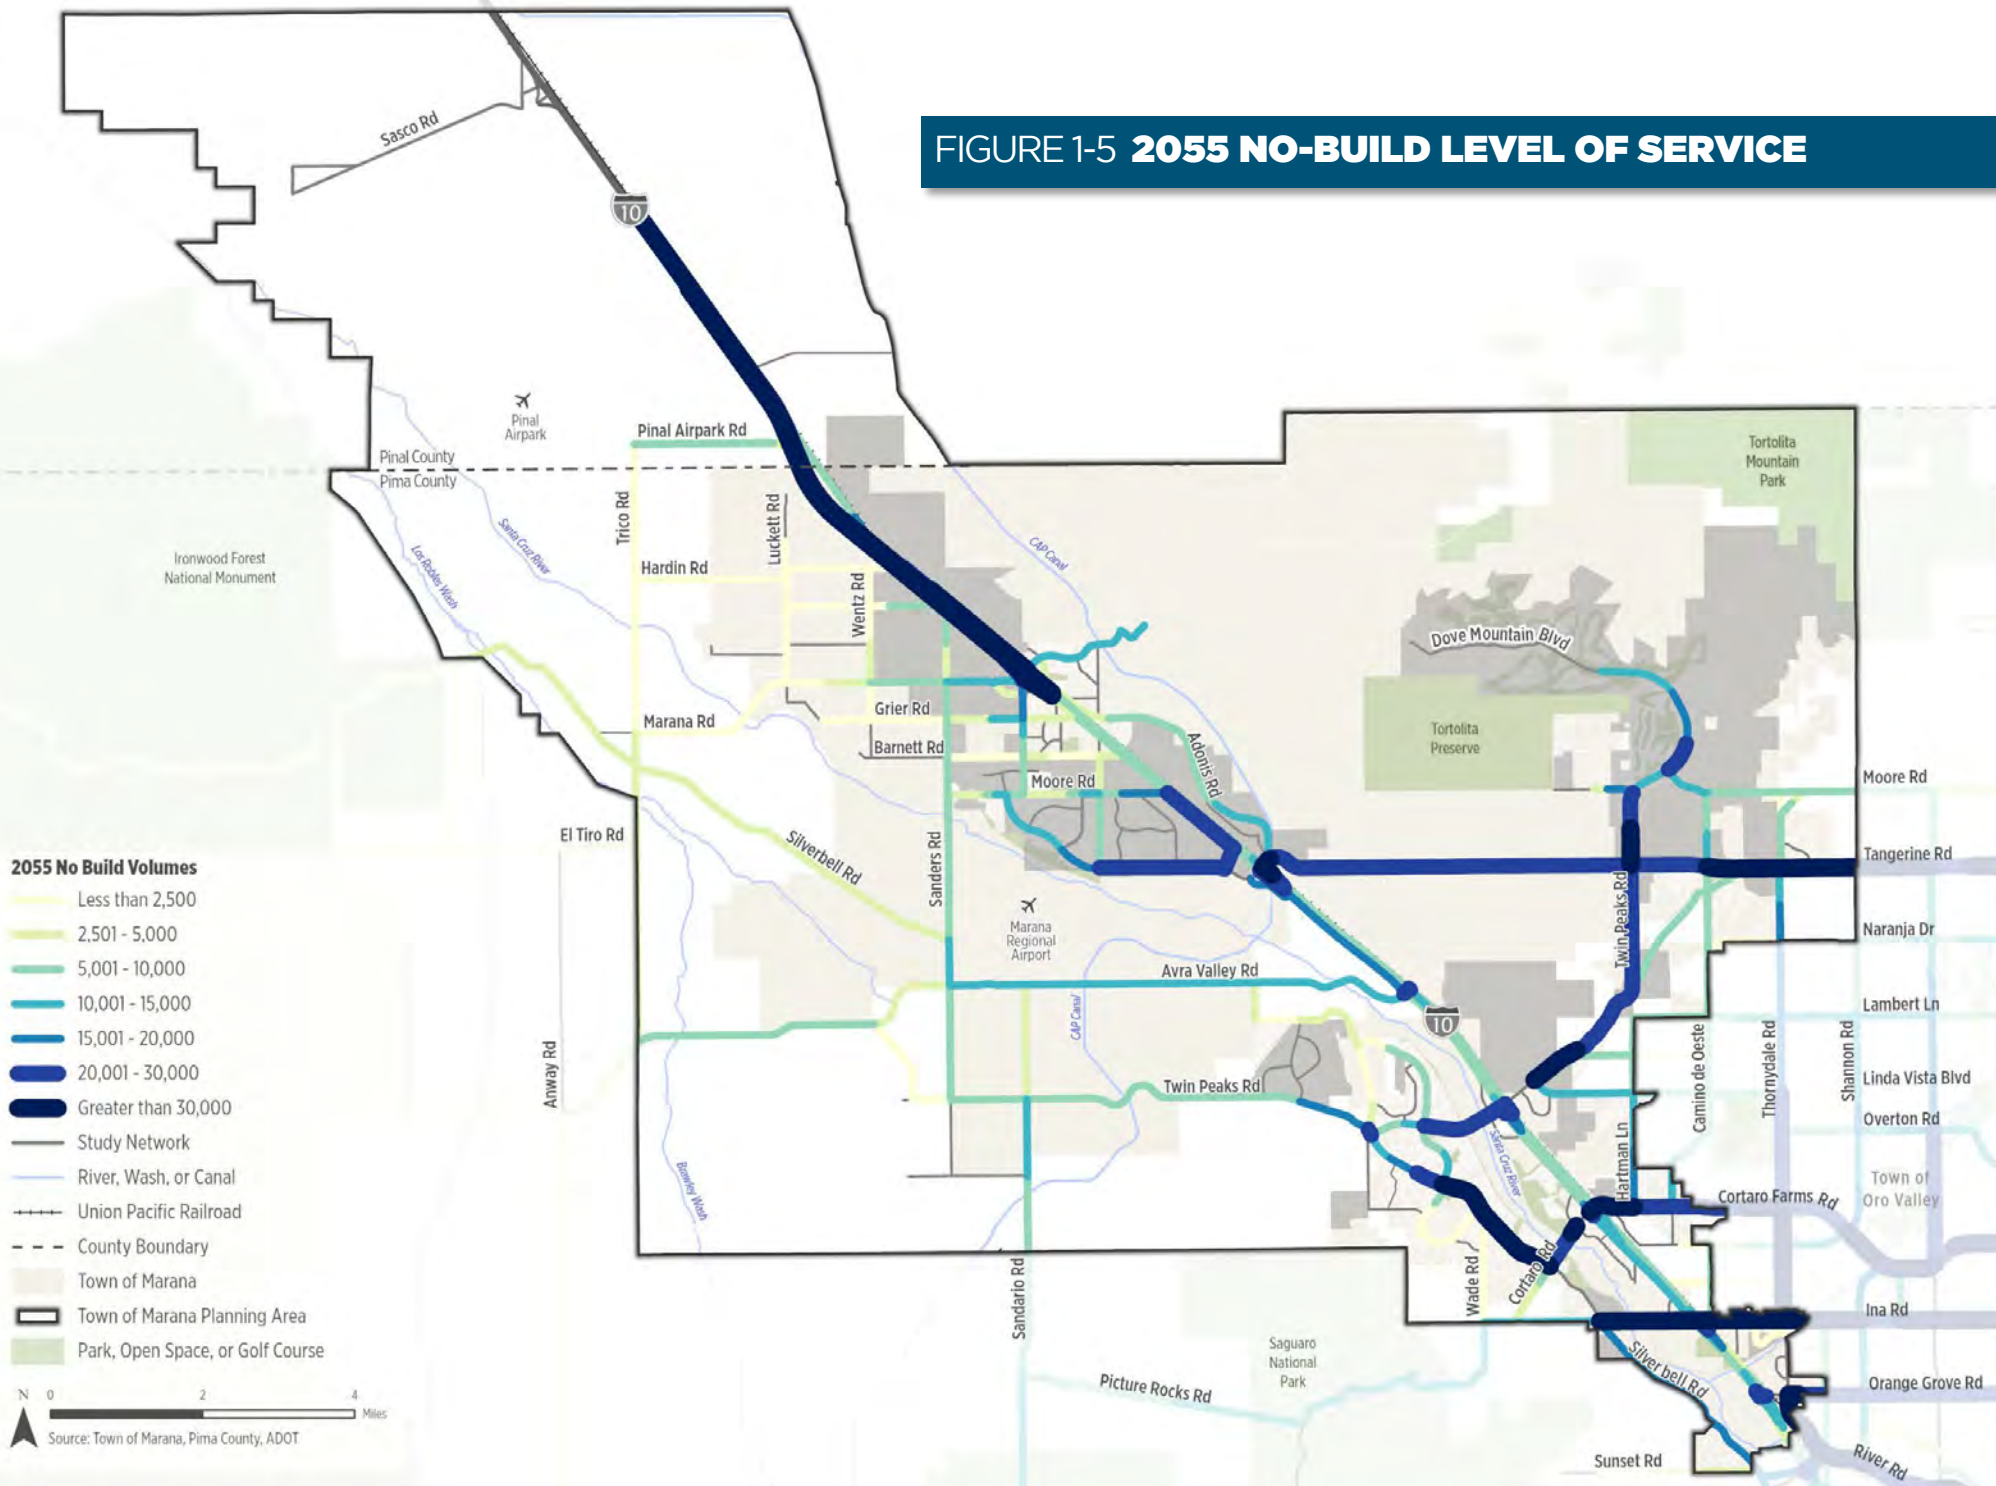 FIGURE 1-5 2055 NO-BUILD LEVEL OF SERVICE
Sasco Rd
10
Pinal
Airpark
Pinal Airpark Rd
Pinal County
Pima County
Tortolita
Mountain
Park
Trico Rd
Luckett Rd
Santa Cruz River
Los Robles Wash
CAP Canal
Ironwood Forest
National Monument
Hardin Rd
Wentz Rd
Dove Mountain Blvd
Marana Rd
Grier Rd
Barnett Rd
Adonis Rd
Tortolita
Preserve
Moore Rd
Moore Rd
El Tiro Rd
Silverbell Rd
Sanders Rd
Tangerine Rd
Twin Peaks Rd
Marana
Regional
Airport
Naranja Dr
Avra Valley Rd
CAP Canal
10
Lambert Ln
Anway Rd
Camino de Oeste
Thornydale Rd
Shannon Rd
Twin Peaks Rd
Linda Vista Blvd
Overton Rd
Santa Cruz River
Hartman Ln
Brawley Wash
Town of
Oro Valley
Cortaro Farms Rd
Sandario Rd
Wade Rd
Cortaro Rd
Ina Rd
Saguaro
National
Park
Silverbell Rd
Picture Rocks Rd
Orange Grove Rd
Sunset Rd
River Rd
2055 No Build Volumes
Less than 2,500
2,501 - 5,000
5,001 - 10,000
10,001 - 15,000
15,001 - 20,000
20,001 - 30,000
Greater than 30,000
Study Network
River, Wash, or Canal
Union Pacific Railroad
County Boundary
Town of Marana
Town of Marana Planning Area
Park, Open Space, or Golf Course
N 0 2 4
Miles
Source: Town of Marana, Pima County, ADOT